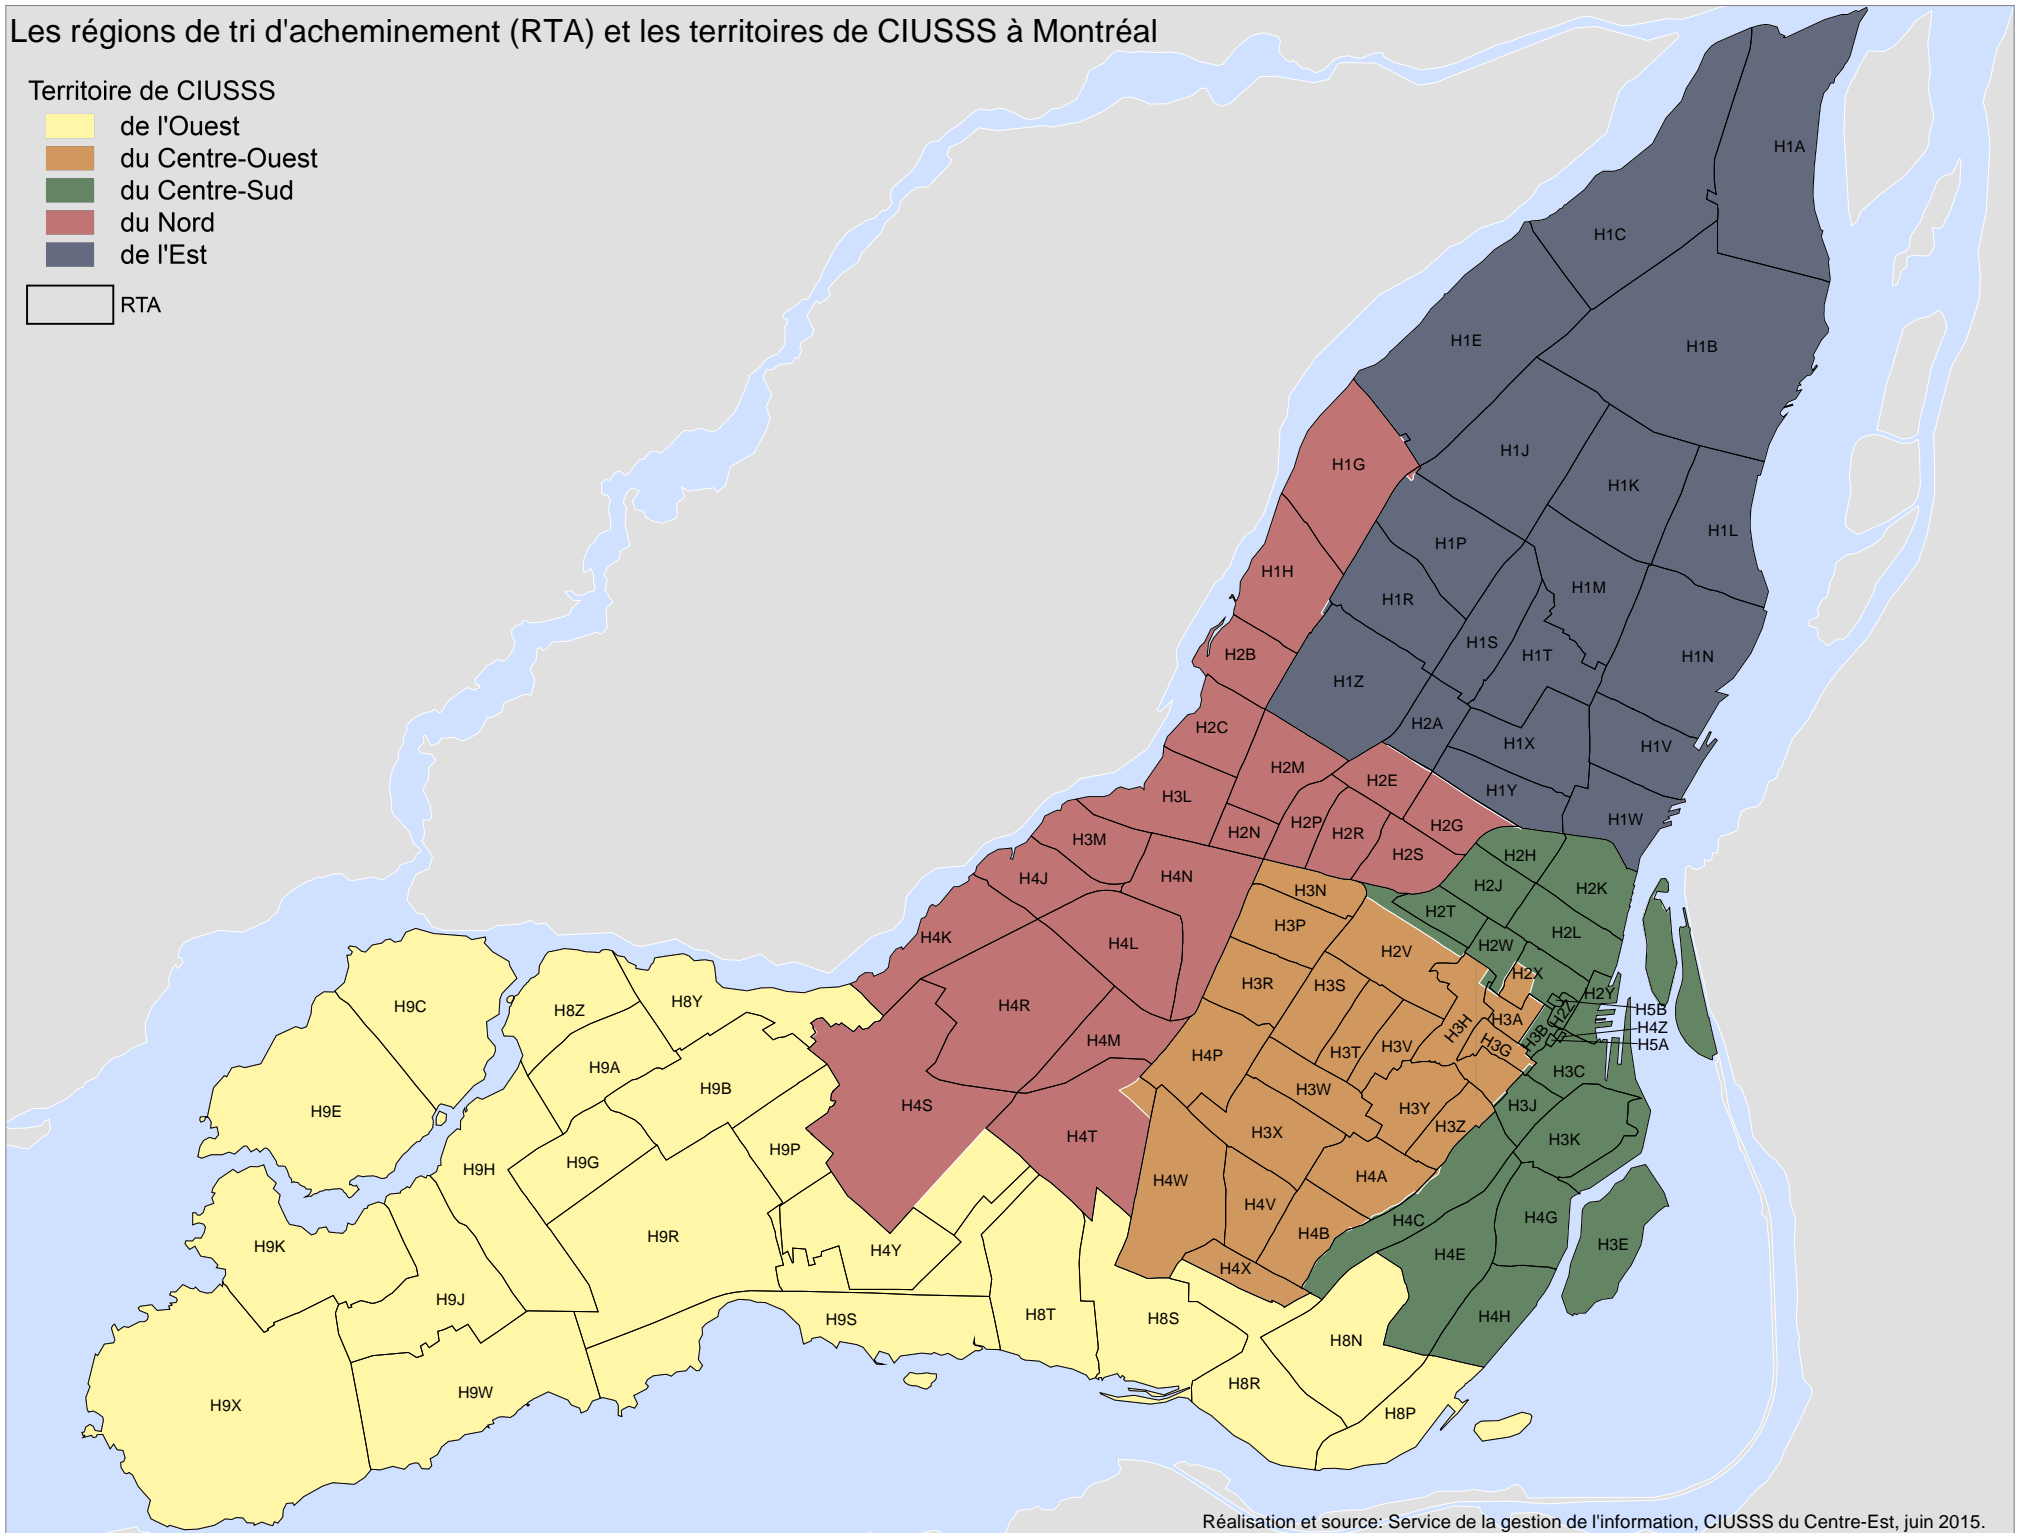 Les régions de tri d'acheminement (RTA) et les territoires de CIUSSS à Montréal
Territoire de CIUSSS
de l'Ouest
du Centre-Ouest
du Centre-Sud
du Nord
de l'Est
RTA
H1A
H1C
H1E
H1B
H1G
H1J
H1K
H1L
H1P
H1H
H1M
H1R
H1S
H1T
H1N
H2B
H1Z
H2A
H2C
H1X
H1V
H2M
H2E
H1Y
H3L
H1W
H2P
H2G
H2N
H2R
H3M
H2S
H2H
H4J
H4N
H2J
H2K
H3N
H2T
H2L
H3P
H4K
H4L
H2V
H2W
H2X
H3R
H3S
H2Y
H9C
H8Z
H8Y
H4R
H5B
H2Z
H3A
H4Z
H3H
H3B
H5A
H4M
H3V
H3G
H3T
H4P
H9A
H3C
H9B
H3W
H9E
H4S
H3J
H3Y
H3Z
H4T
H3X
H3K
H9P
H9G
H9H
H4W
H4A
H4V
H4G
H4C
H4B
H9R
H3E
H9K
H4Y
H4E
H4X
H9J
H9S
H8T
H8S
H4H
H8N
H8R
H9W
H9X
H8P
Réalisation et source: Service de la gestion de l'information, CIUSSS du Centre-Est, juin 2015.